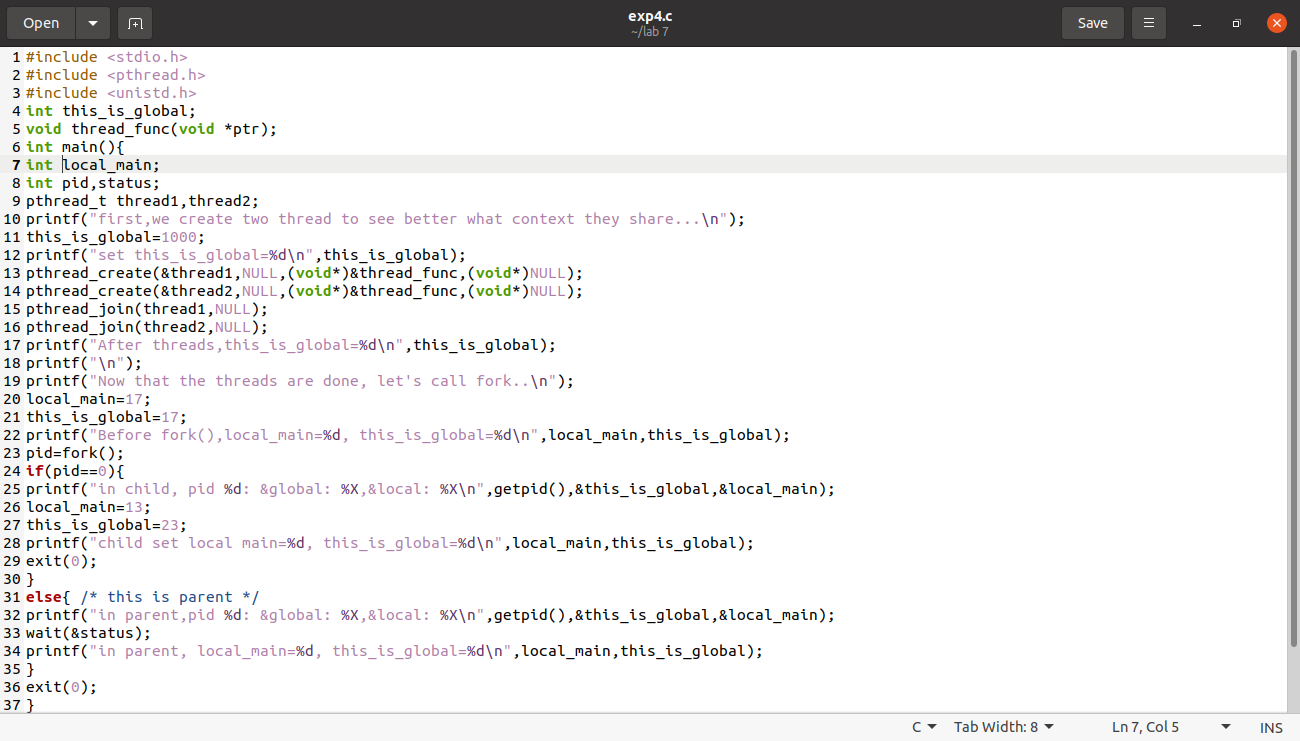 Open
exp4.c
~/lab 7
Save
1 #include <stdio.h>
2 #include <pthread.h>
3 #include <unistd.h>
4 int this_is_global;
5 void thread_func(void *ptr);
6 int main(){
7 int local_main;
8 int pid,status;
9 pthread_t thread1,thread2;
10 printf("first,we create two thread to see better what context they share...\n");
11 this_is_global=1000;
12 printf("set this_is_global=%d\n",this_is_global);
13 pthread_create(&thread1,NULL,(void*)&thread_func,(void*)NULL);
14 pthread_create(&thread2,NULL,(void*)&thread_func,(void*)NULL);
15 pthread_join(thread1,NULL);
16 pthread_join(thread2,NULL);
17 printf("After threads,this_is_global=%d\n",this_is_global);
18 printf("\n");
19 printf("Now that the threads are done, let's call fork..\n");
20 local_main=17;
21 this_is_global=17;
22 printf("Before fork(),local_main=%d, this_is_global=%d\n",local_main,this_is_global);
23 pid=fork();
24 if(pid==0){
25 printf("in child, pid %d: &global: %X,&local: %X\n",getpid(),&this_is_global,&local_main);
26 local_main=13;
27 this_is_global=23;
28 printf("child set local main=%d, this_is_global=%d\n",local_main,this_is_global);
29 exit(0);
30 }
31 else{ /* this is parent */
32 printf("in parent,pid %d: &global: %X,&local: %X\n",getpid(),&this_is_global,&local_main);
33 wait(&status);
34 printf("in parent, local_main=%d, this_is_global=%d\n",local_main,this_is_global);
35 }
36 exit(0);
37 }
C Tab Width: 8 Ln 7, Col 5 INS